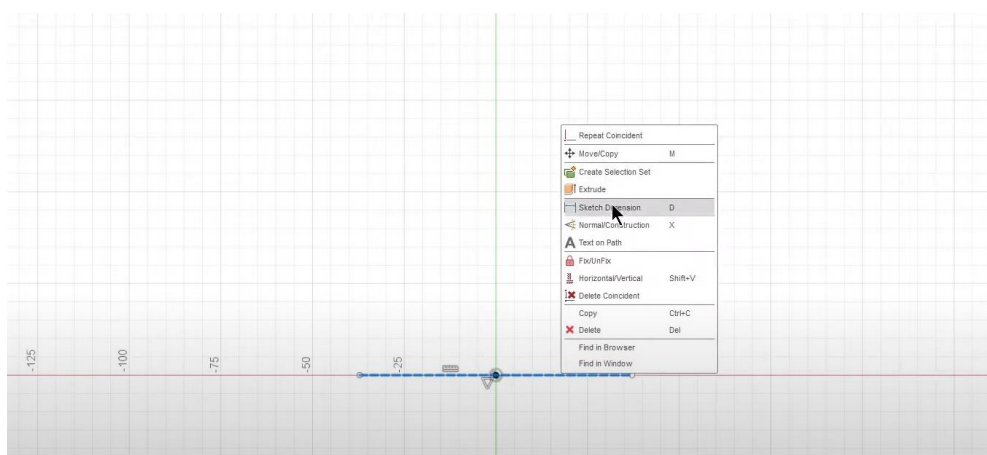 Repeat Coincident
Move/Copy M
Create Selection Set
Extrude
Sketch Dimension D
Normal/Construction X
Text on Path
Fix/UnFix
Horizontal/Vertical Shift+V
Delete Coincident
Copy Ctrl+C
Delete Del
Find in Browser
Find in Window
-125
-100
-75
-50
-25